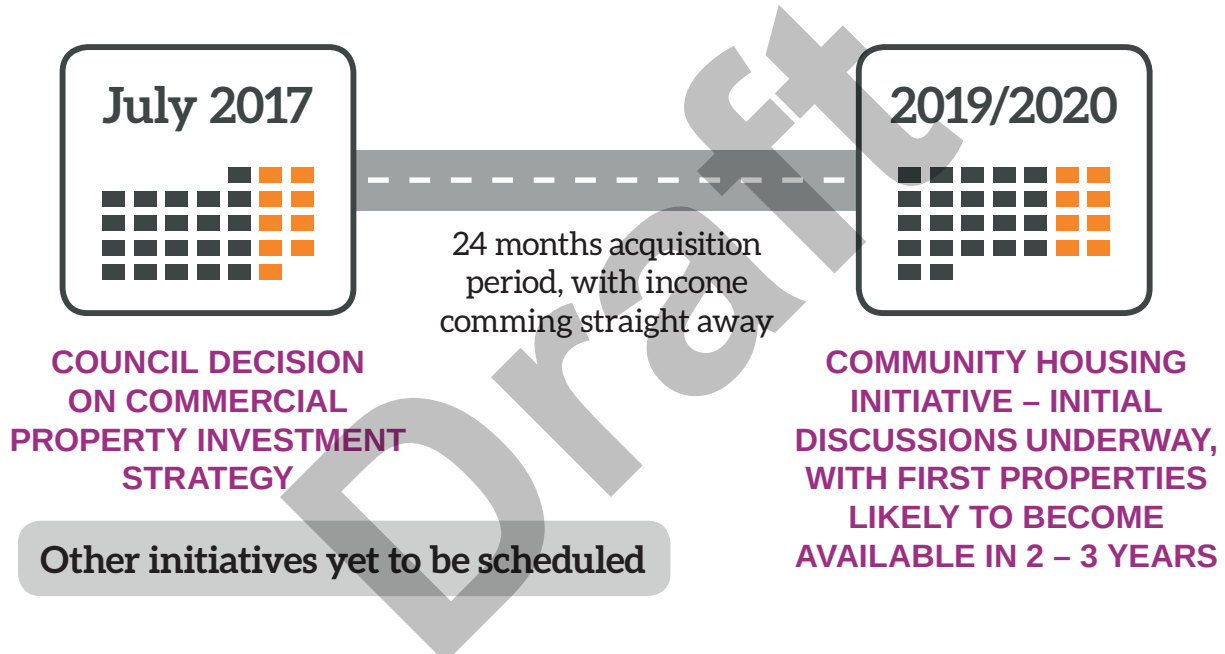 July 2017
2019/2020
24 months acquisition
period, with income
comming straight away
COUNCIL DECISION
ON COMMERCIAL
PROPERTY INVESTMENT
STRATEGY
COMMUNITY HOUSING
INITIATIVE – INITIAL
DISCUSSIONS UNDERWAY,
WITH FIRST PROPERTIES
LIKELY TO BECOME
AVAILABLE IN 2 – 3 YEARS
Other initiatives yet to be scheduled
Draft